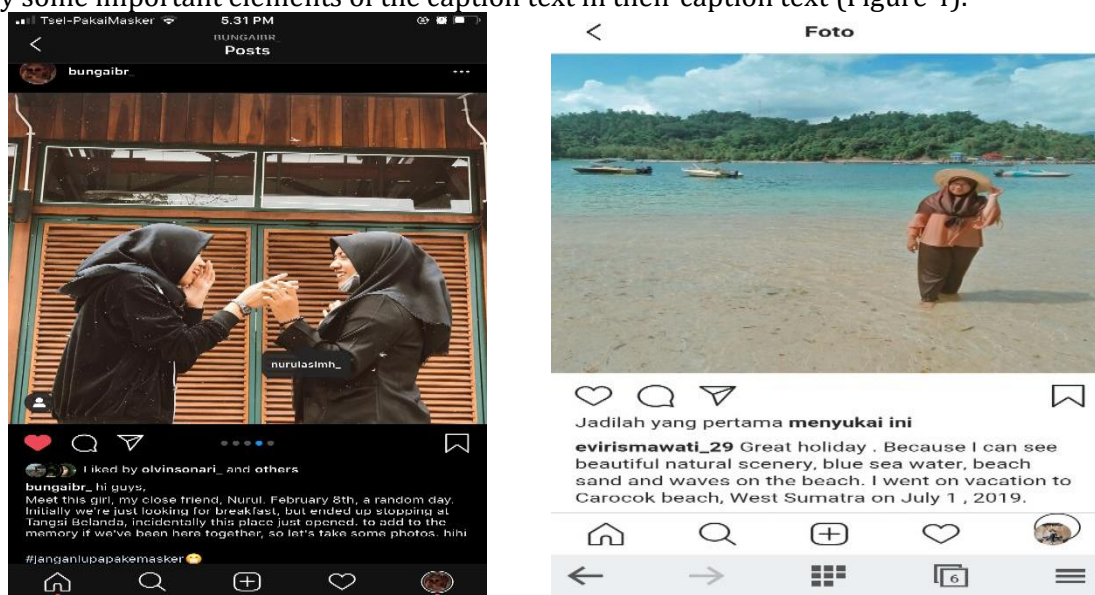 y some important elements of the caption text in their caption text (Figure 4).
Tsel-PakaiMasker
5.31 PM
BUNGAIBR_
Posts
bungaibr_
nurulasimh_
Liked by olvinsonari_ and others
bungaibr_ hi guys,
Meet this girl, my close friend, Nurul. February 8th, a random day.
Initially we're just looking for breakfast, but ended up stopping at
Tangsi Belanda, incidentally this place just opened. to add to the
memory if we've been here together, so let's take some photos. hihi
#janganlupapakemasker
Foto
Jadilah yang pertama menyukai ini
evirismawati_29 Great holiday . Because I can see
beautiful natural scenery, blue sea water, beach
sand and waves on the beach. I went on vacation to
Carocok beach, West Sumatra on July 1 , 2019.
6